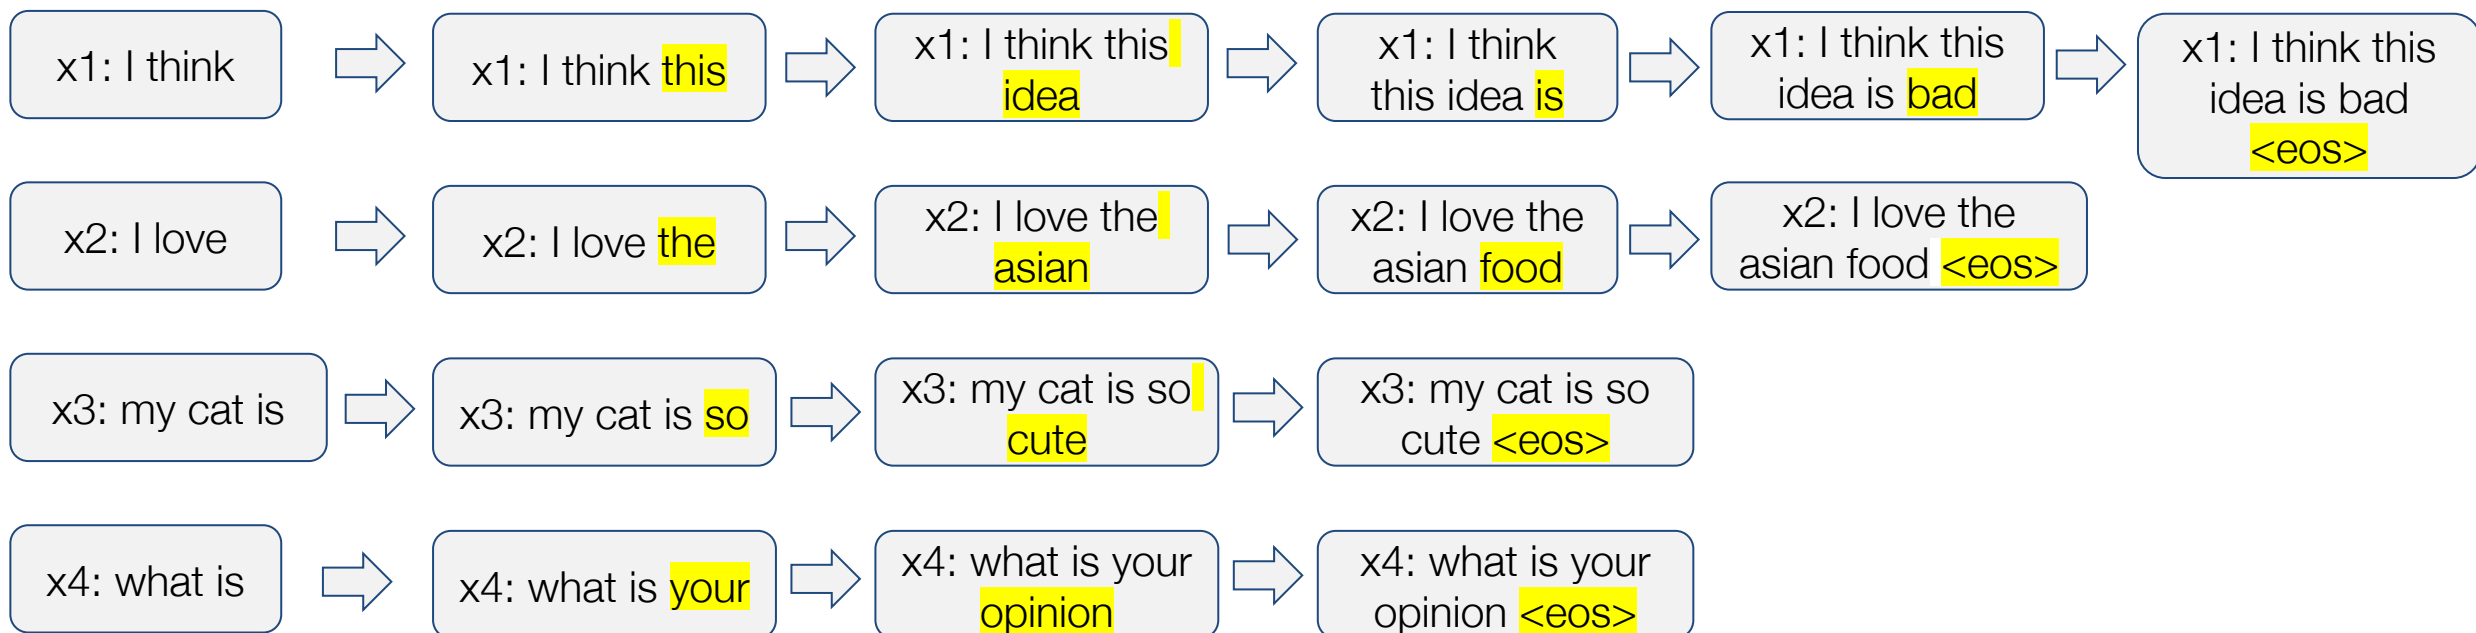 x1: I think
x1: I think this
x1: I think this
idea
x1: I think
this idea is
x1: I think this
idea is bad
x1: I think this
idea is bad
<eos>
x2: I love
x2: I love the
x2: I love the
asian
x2: I love the
asian food
x2: I love the
asian food <eos>
x3: my cat is
x3: my cat is so
x3: my cat is so
cute
x3: my cat is so
cute <eos>
x4: what is
x4: what is your
x4: what is your
opinion
x4: what is your
opinion <eos>